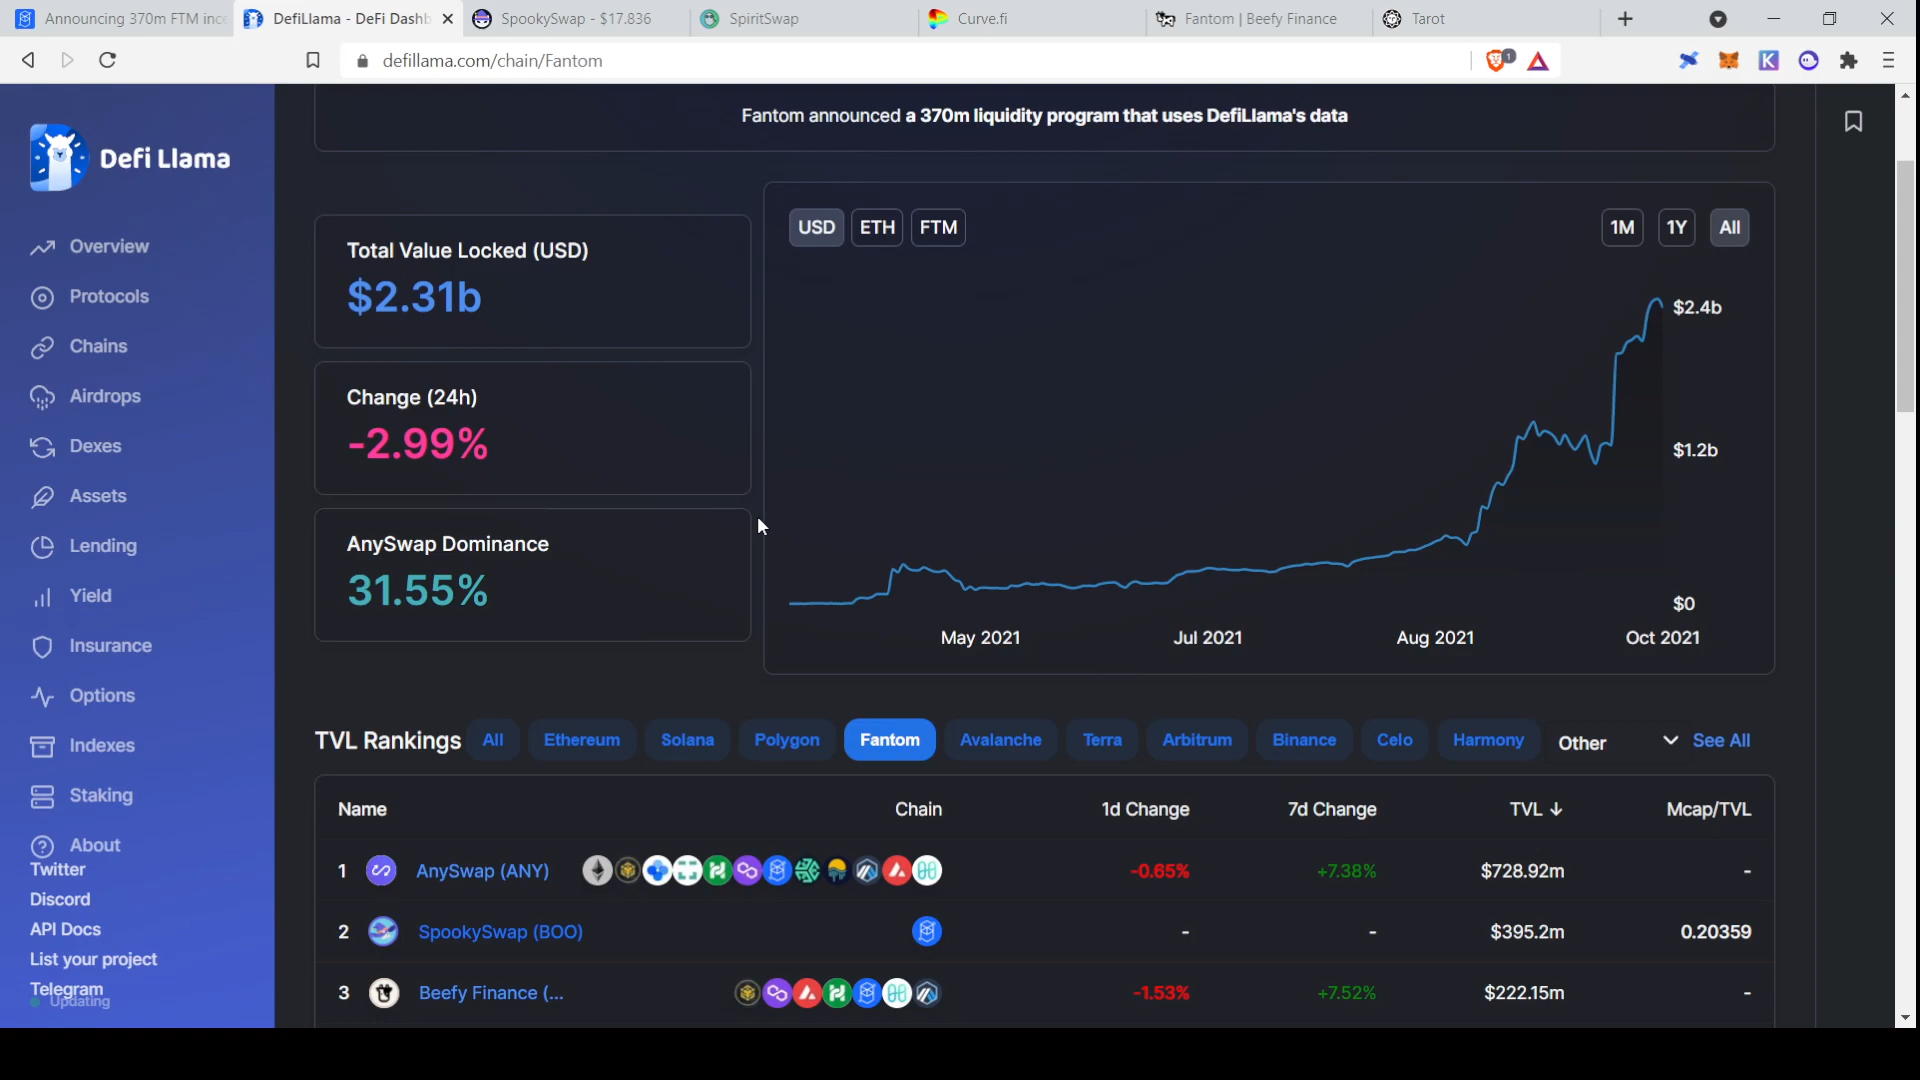 Announcing 370m FTM ince
DefiLlama - DeFi Dashb
SpookySwap - $17.836
SpiritSwap
Curve.fi
Fantom | Beefy Finance
Tarot
defillama.com/chain/Fantom
1
K
Defi Llama
Overview
Protocols
Chains
Airdrops
Dexes
Assets
Lending
Yield
Insurance
Options
Indexes
Staking
About
Twitter
Discord
API Docs
List your project
Telegram
Updating
Fantom announced a 370m liquidity program that uses DefiLlama's data
Total Value Locked (USD)
$2.31b
Change (24h)
-2.99%
AnySwap Dominance
31.55%
USD ETH FTM
1M 1Y All
$2.4b
$1.2b
$0
May 2021 Jul 2021 Aug 2021 Oct 2021
TVL Rankings All Ethereum Solana Polygon Fantom Avalanche Terra Arbitrum Binance Celo Harmony Other See All
Name Chain 1d Change 7d Change TVL ↓ Mcap/TVL
1 AnySwap (ANY) -0.65% +7.38% $728.92m -
2 SpookySwap (BOO) - - $395.2m 0.20359
3 Beefy Finance (... -1.53% +7.52% $222.15m -